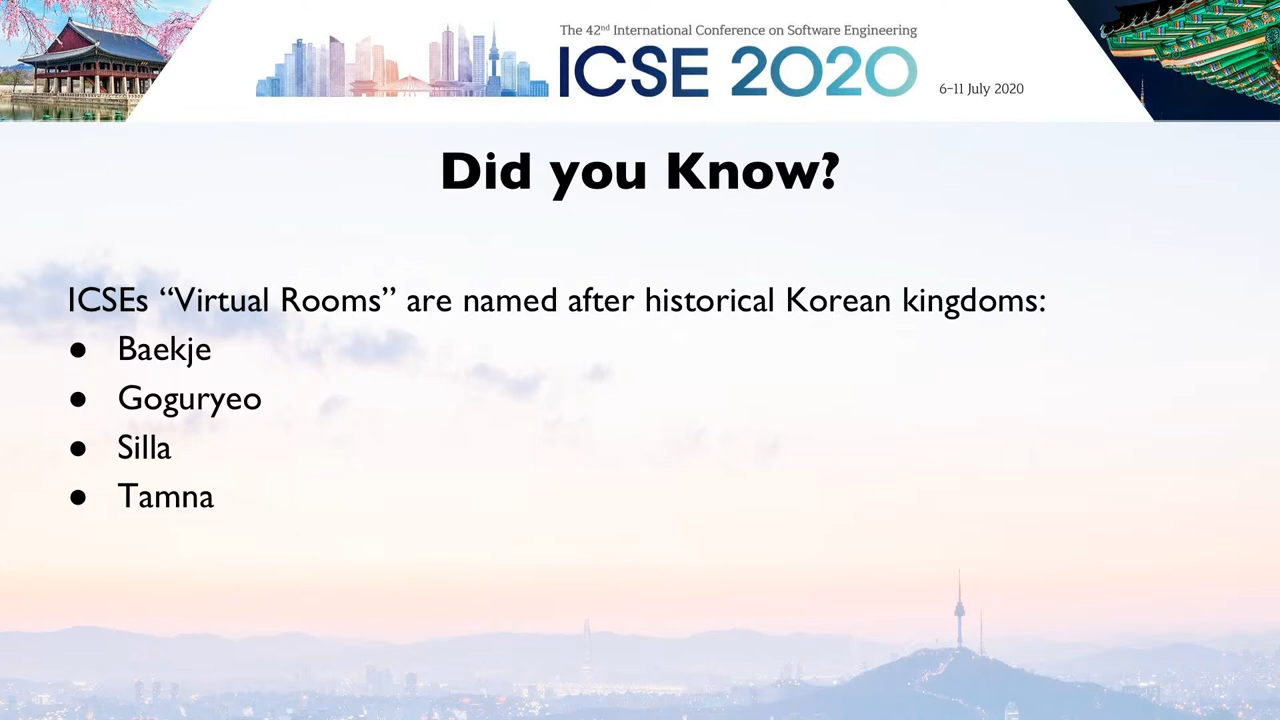 The 42nd International Conference on Software Engineering
ICSE 2020
6-11 July 2020
Did you Know?
ICSEs “Virtual Rooms” are named after historical Korean kingdoms:
● Baekje
● Goguryeo
● Silla
● Tamna